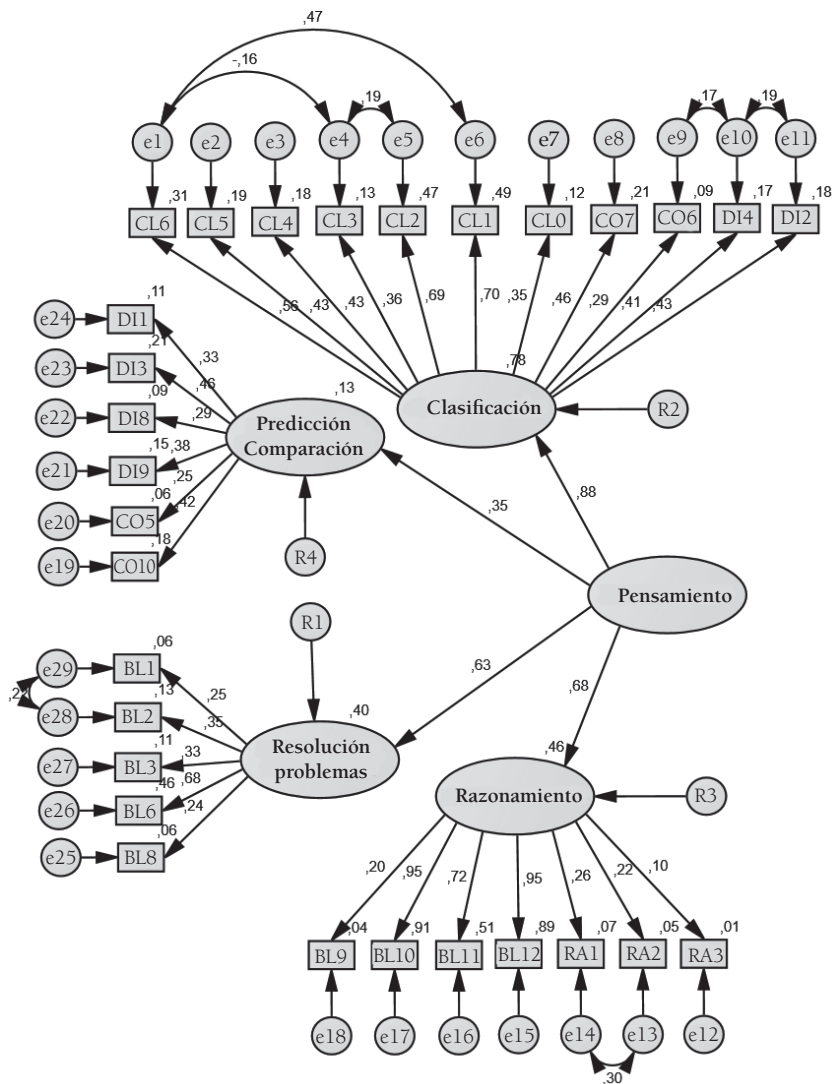 ,47
-,16
,19
,17
,19
e1 e2 e3 e4 e5 e6 e7 e8 e9 e10 e11
,31 ,19 ,18 ,13 ,47 ,49 ,12 ,21 ,09 ,17 ,18
CL6 CL5 CL4 CL3 CL2 CL1 CL0 CO7 CO6 DI4 DI2
,56 ,43 ,43 ,36 ,69 ,70 ,35 ,46 ,29 ,41 ,43
,78
Clasificación
R2
,11
e24 DI1
,33
,21
e23 DI3
,46
,09
e22 DI8
,29
,15 ,38
e21 DI9
,25
,06 ,42
e20 CO5
,18
e19 CO10
,13
Predicción
Comparación
R4
,35
,88
Pensamiento
,63
,68
R1
,06
e29 BL1
,25
,22
,13
e28 BL2
,35
,11
e27 BL3
,33
,46 ,68
e26 BL6
,24
,06
e25 BL8
,40
Resolución
problemas
,46
Razonamiento
R3
,20 ,95 ,72 ,95 ,26 ,22 ,10
,04 ,91 ,51 ,89 ,07 ,05 ,01
BL9 BL10 BL11 BL12 RA1 RA2 RA3
e18 e17 e16 e15 e14 e13 e12
,30